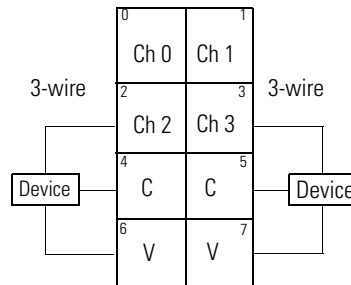 0 1
Ch 0 Ch 1
3-wire 2 3 3-wire
Ch 2 Ch 3
4 5
Device C C Device
6 7
V V